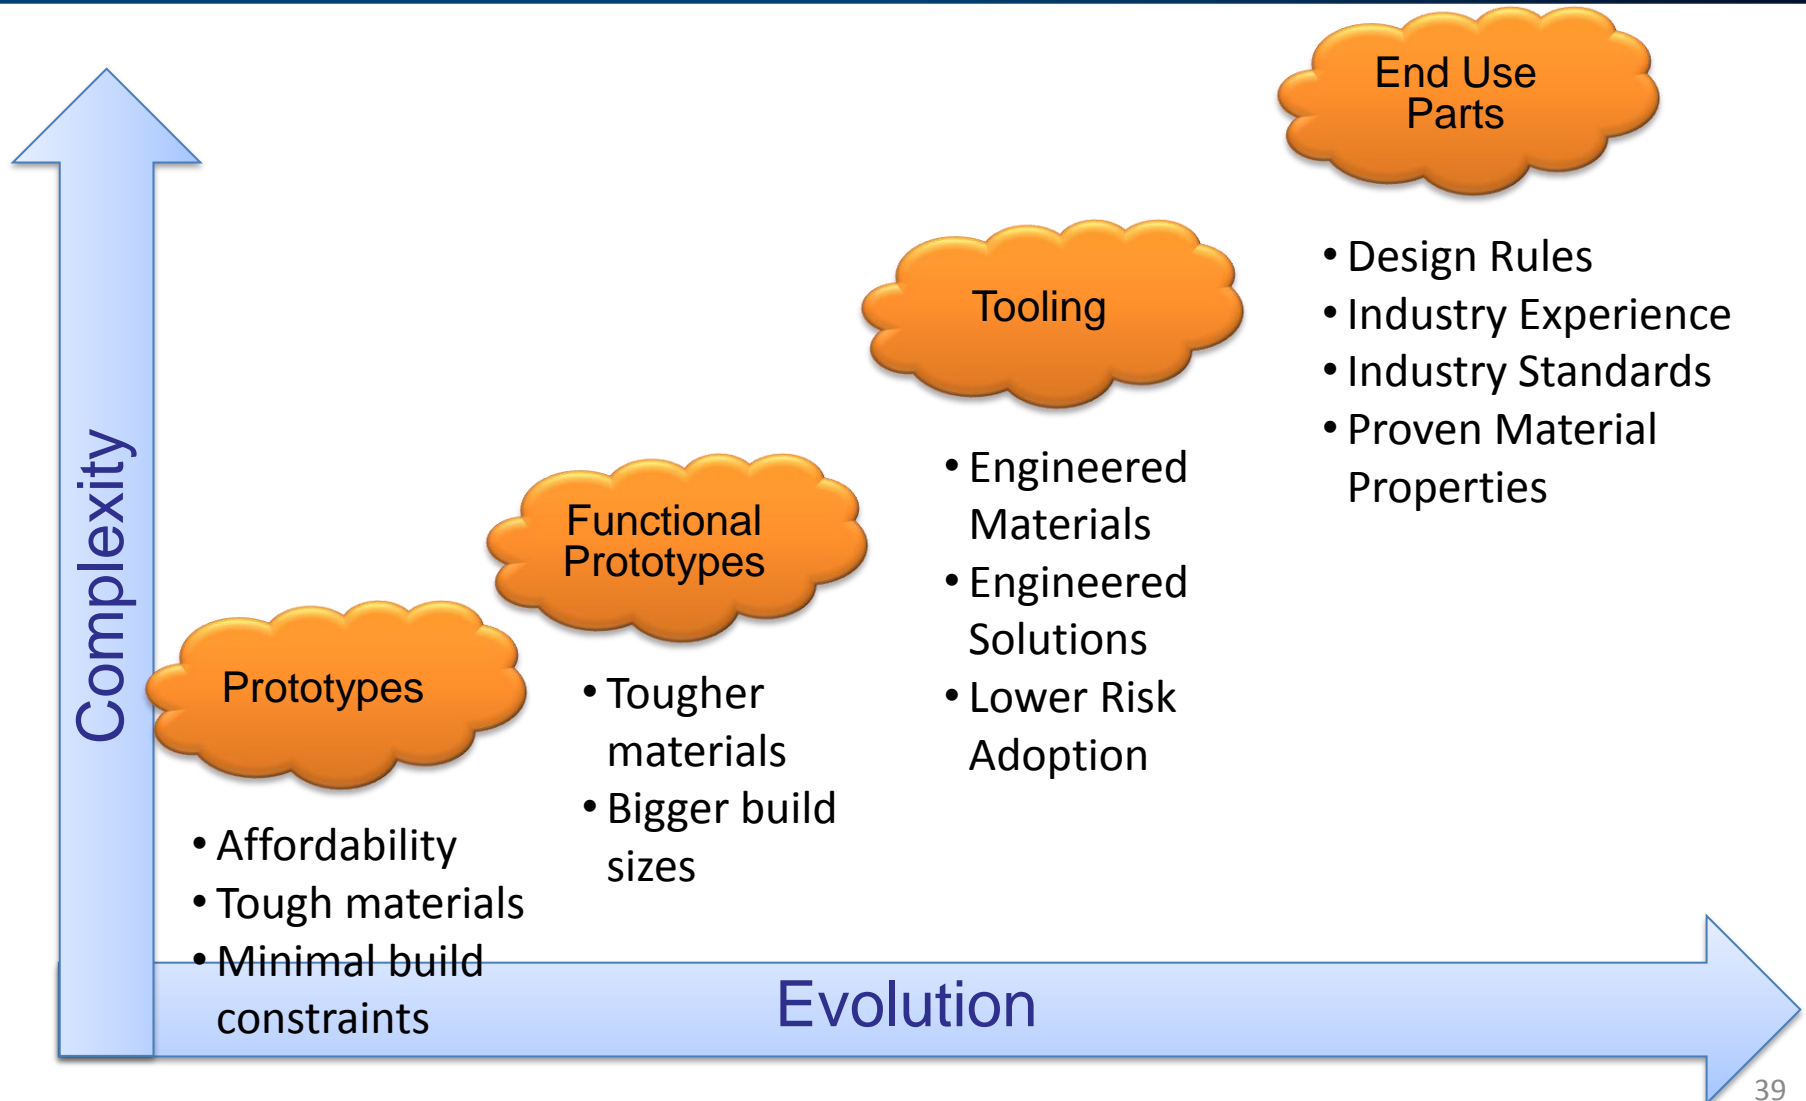 Complexity
Prototypes
• Affordability
• Tough materials
• Minimal build
constraints
Functional
Prototypes
• Tougher
materials
• Bigger build
sizes
Tooling
• Engineered
Materials
• Engineered
Solutions
• Lower Risk
Adoption
End Use
Parts
• Design Rules
• Industry Experience
• Industry Standards
• Proven Material
Properties
Evolution
39